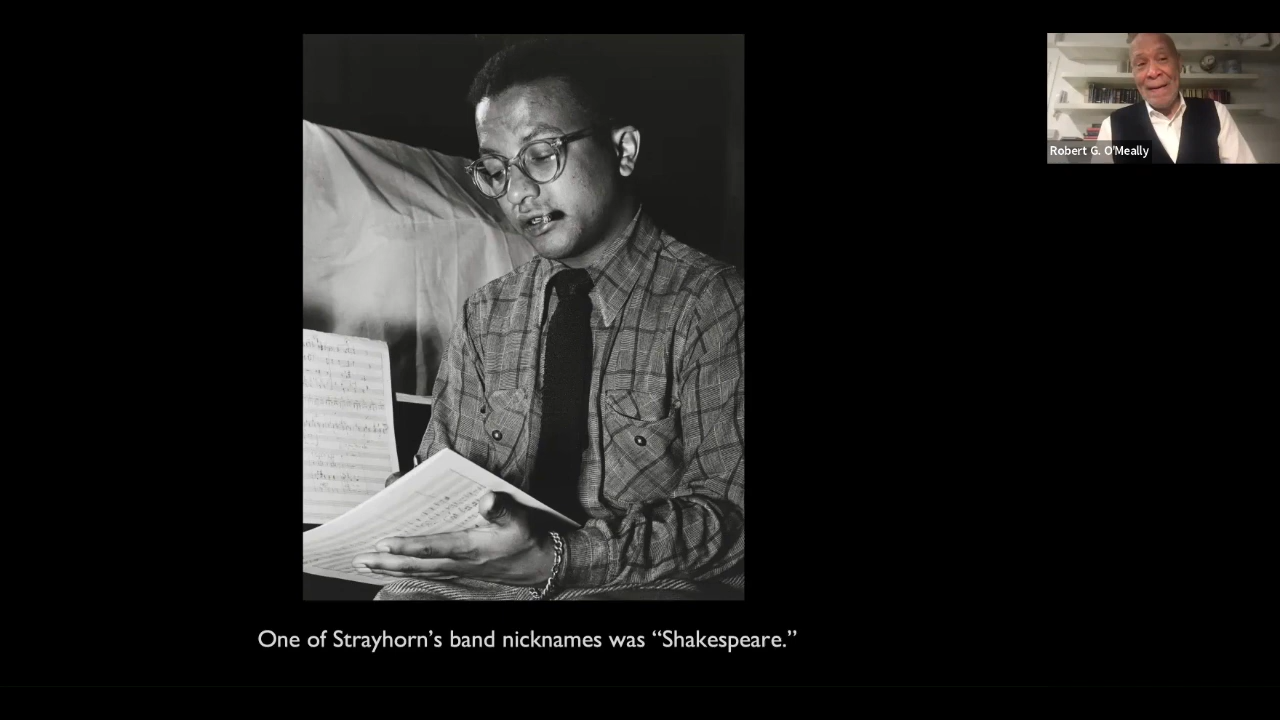 Robert G. O'Meally
One of Strayhorn’s band nicknames was “Shakespeare.”